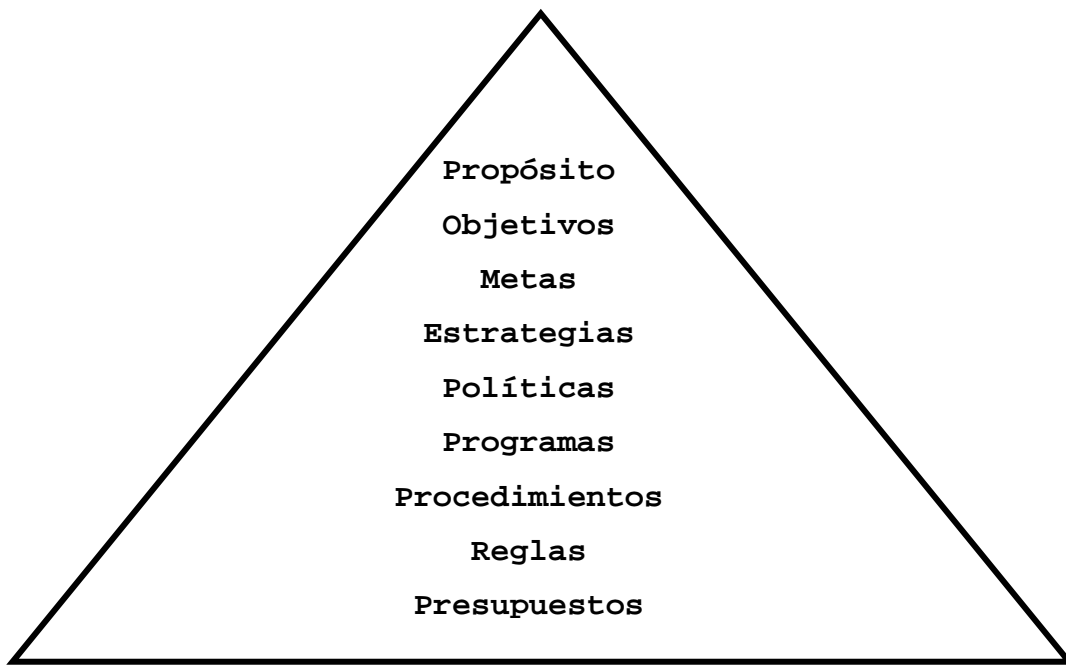 Propósito
Objetivos
Metas
Estrategias
Políticas
Programas
Procedimientos
Reglas
Presupuestos